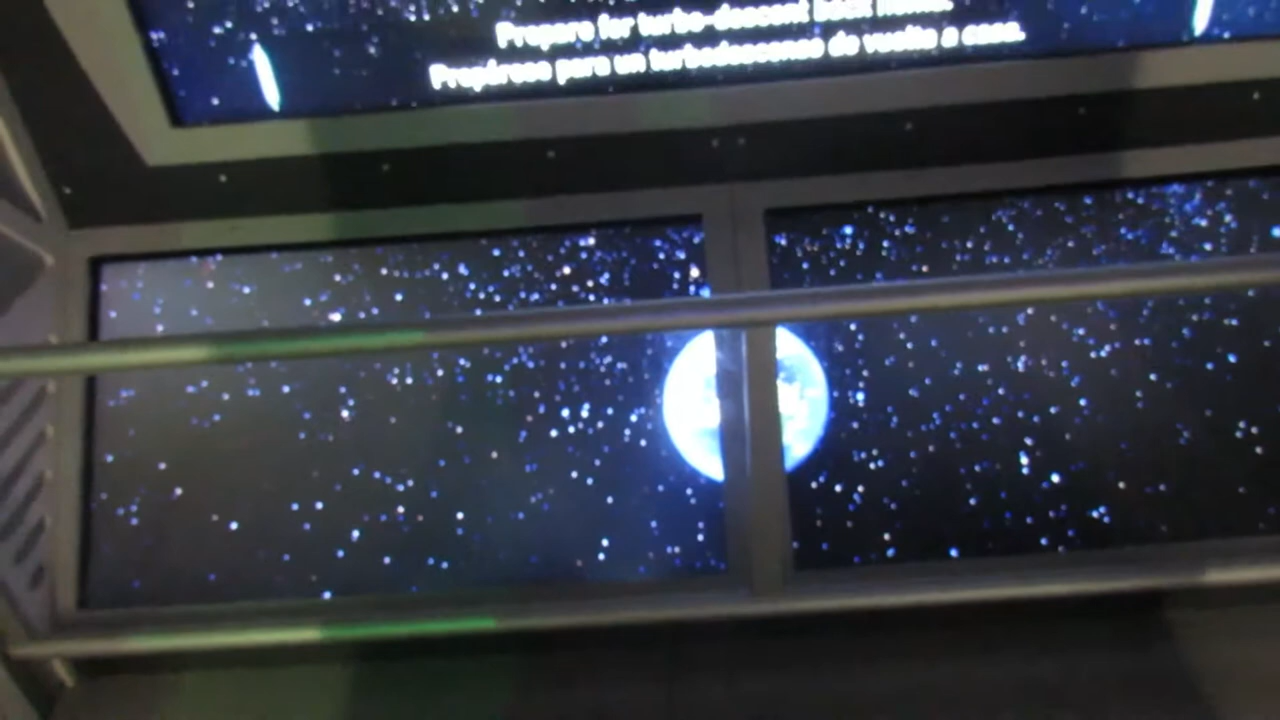 Prepare for turbo-descent back home.
Prepárese para un turbodescenso de vuelta a casa.